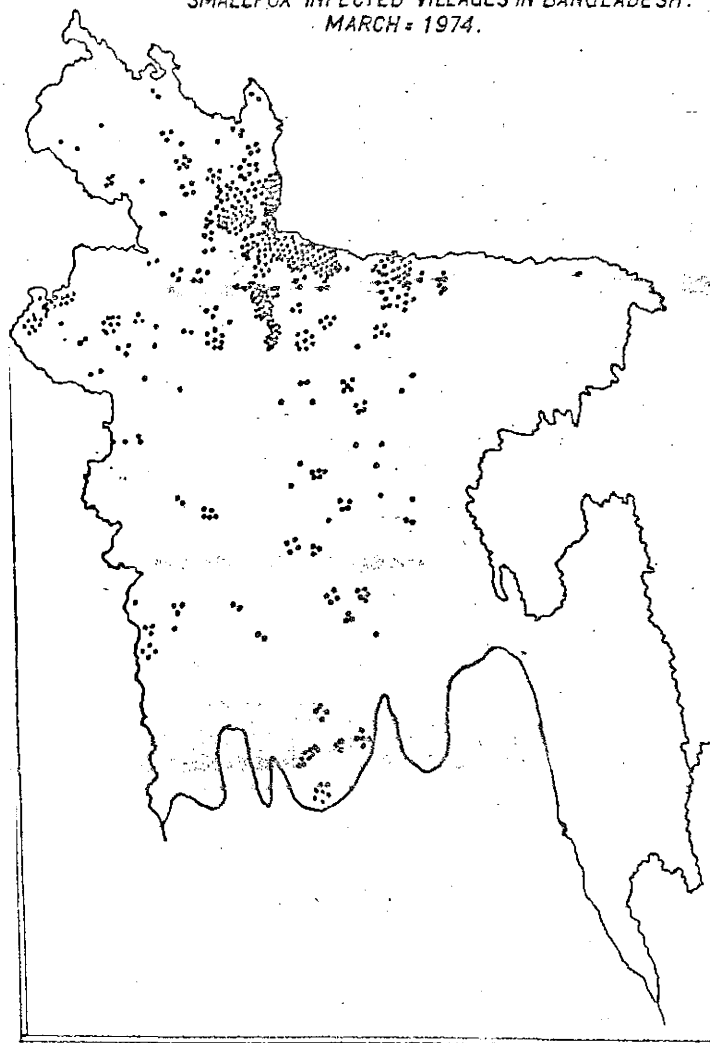 SMALLPOX INFECTED VILLAGES IN BANGLADESH.
MARCH = 1974.